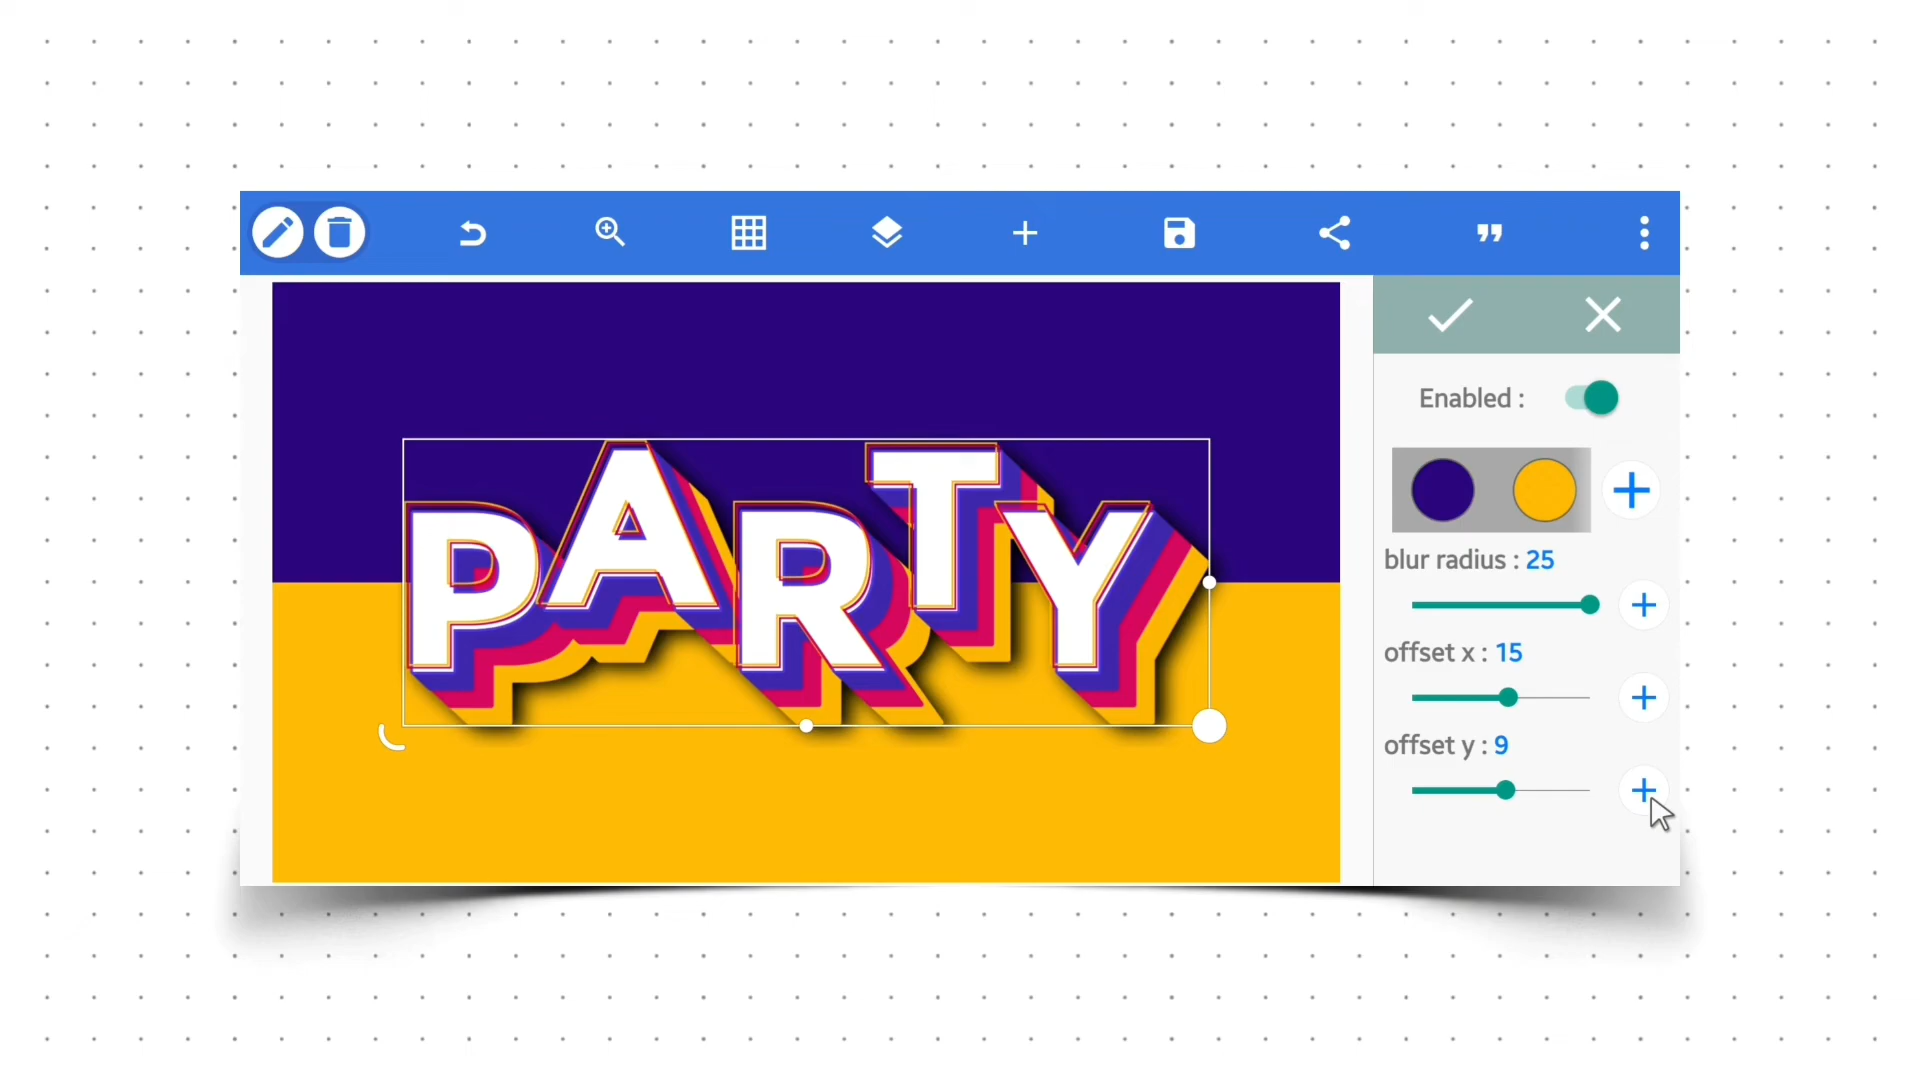 PARTY
Enabled :
blur radius : 25
offset x : 15
offset y : 9